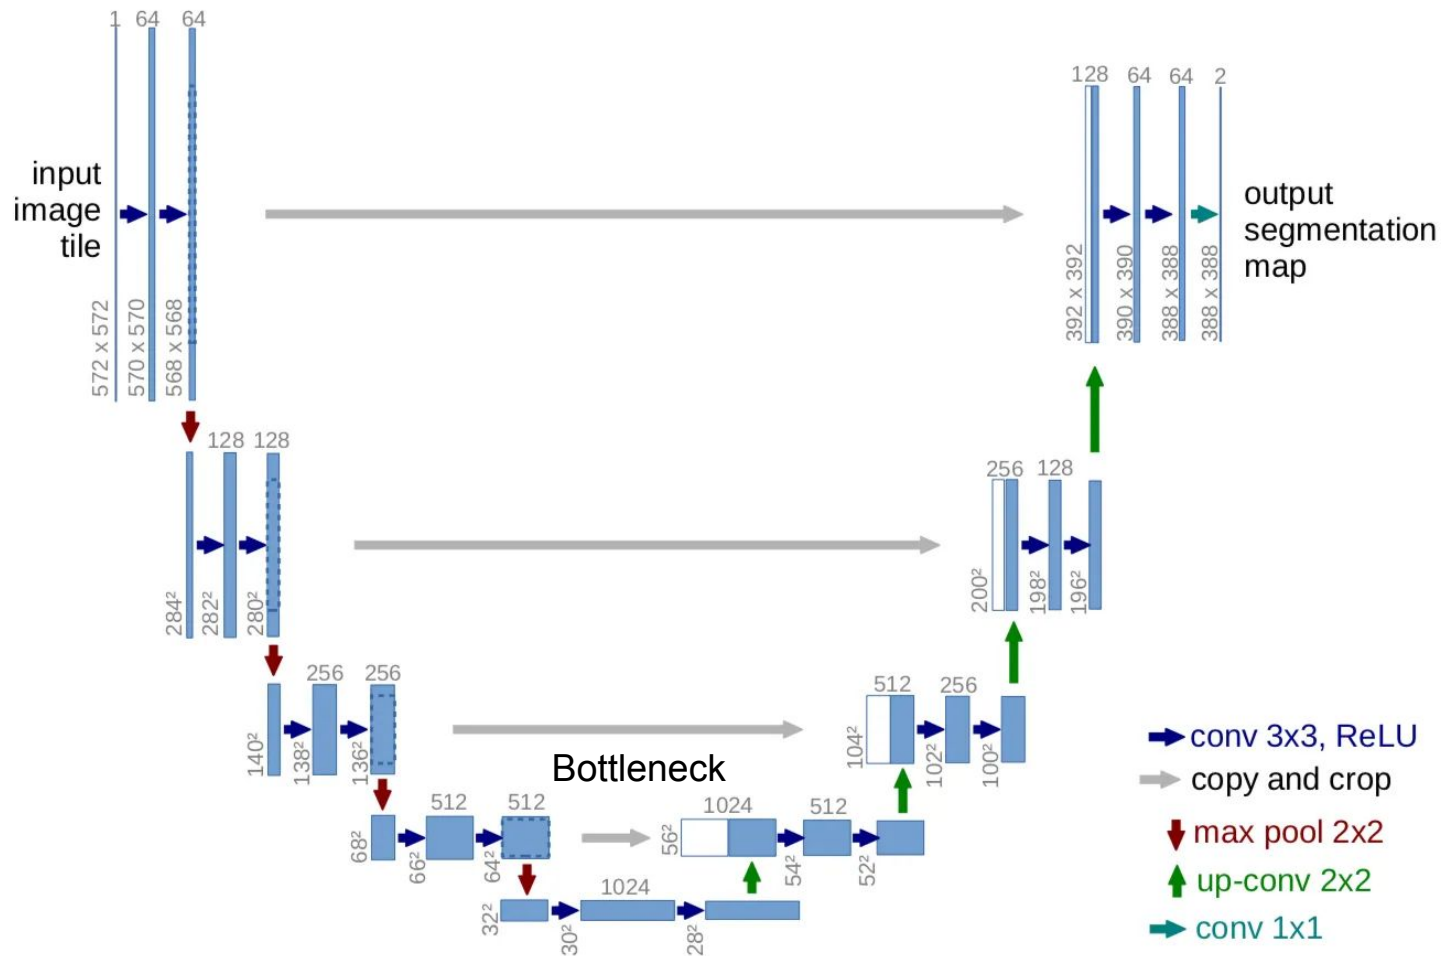 1 64 64
128 64 64 2
input
image
tile
output
segmentation
map
572 x 572
570 x 570
568 x 568
392 x 392
390 x 390
388 x 388
388 x 388
128 128
256 128
284²
282²
280²
200²
198²
196²
256 256
512 256
140²
138²
136²
104²
102²
100²
Bottleneck
512 512
1024 512
68²
66²
64²
56²
54²
52²
1024
32²
30²
28²
conv 3x3, ReLU
copy and crop
max pool 2x2
up-conv 2x2
conv 1x1